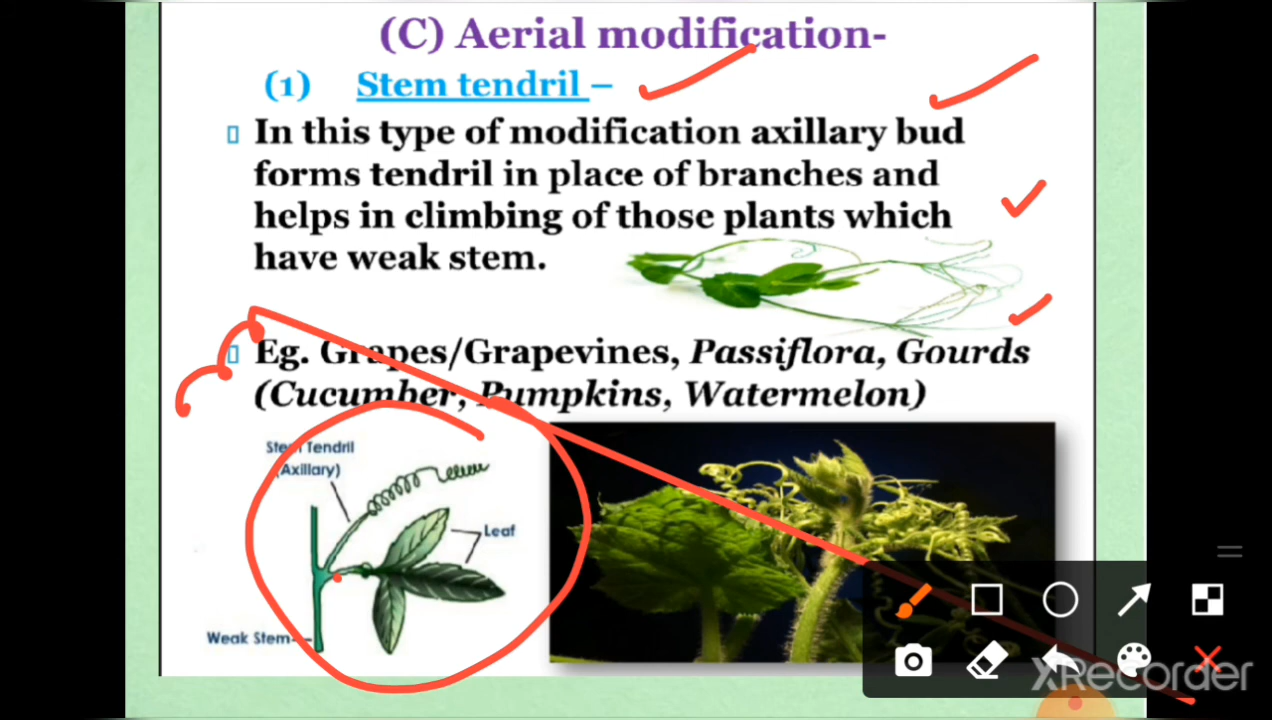 (C) Aerial modification-
(1) Stem tendril –
In this type of modification axillary bud
forms tendril in place of branches and
helps in climbing of those plants which
have weak stem.
Eg. Grapes/Grapevines, Passiflora, Gourds
(Cucumber, Pumpkins, Watermelon)
Stem Tendril
(Axillary)
Leaf
Weak Stem
XRecorder